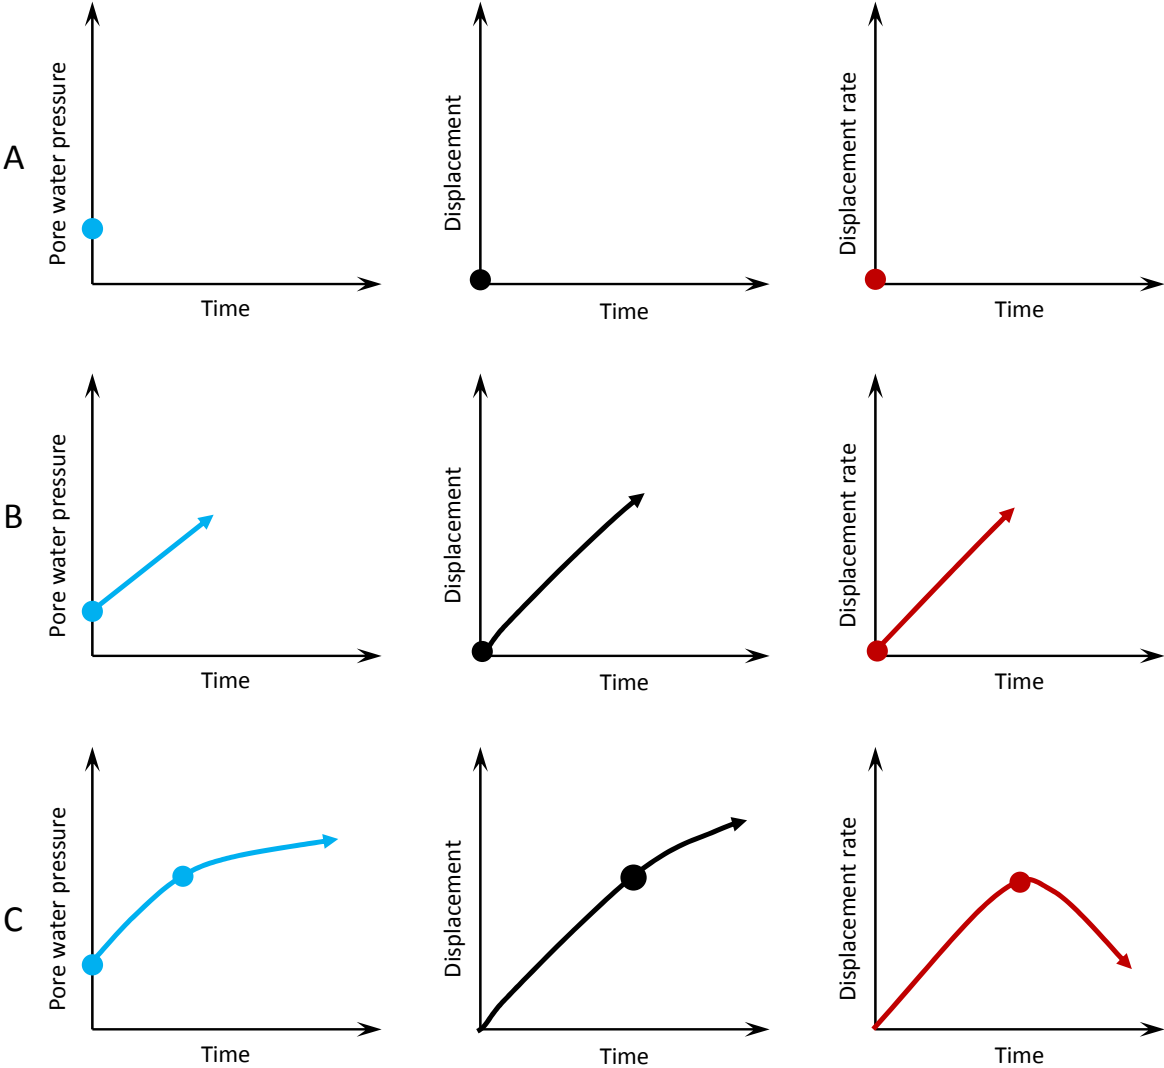 A
Pore water pressure
Time
Displacement
Time
Displacement rate
Time
B
Pore water pressure
Time
Displacement
Time
Displacement rate
Time
C
Pore water pressure
Time
Displacement
Time
Displacement rate
Time